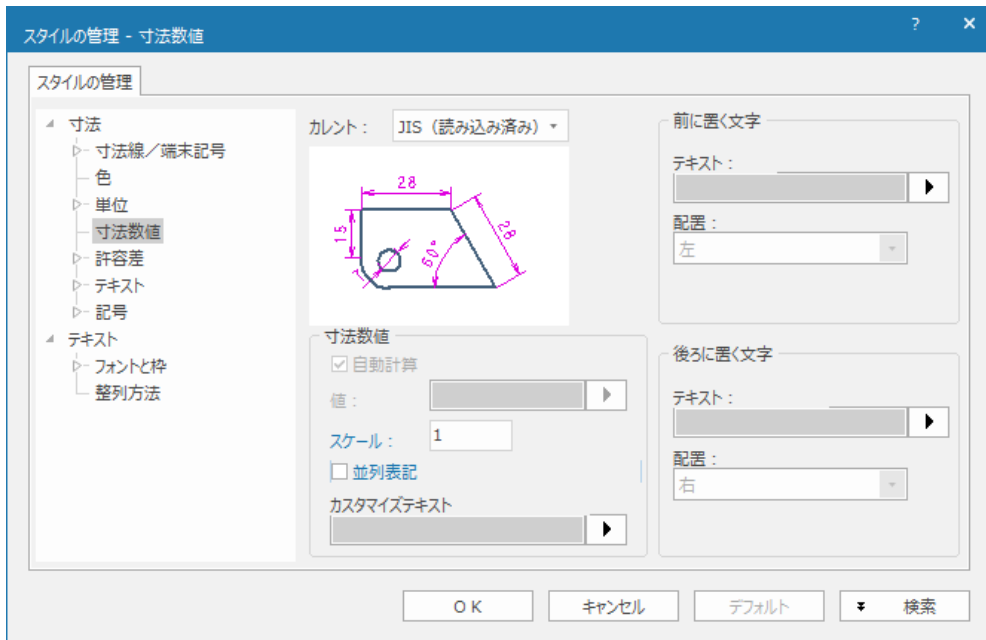 スタイルの管理 - 寸法数値
?
×
スタイルの管理
寸法
寸法線/端末記号
色
単位
寸法数値
許容差
テキスト
記号
テキスト
フォントと枠
整列方法
カレント： JIS（読み込み済み）
28
15
60°
28
寸法数値
自動計算
値：
スケール： 1
並列表記
カスタマイズテキスト
前に置く文字
テキスト：
配置：
左
後ろに置く文字
テキスト：
配置：
右
OK キャンセル デフォルト 検索